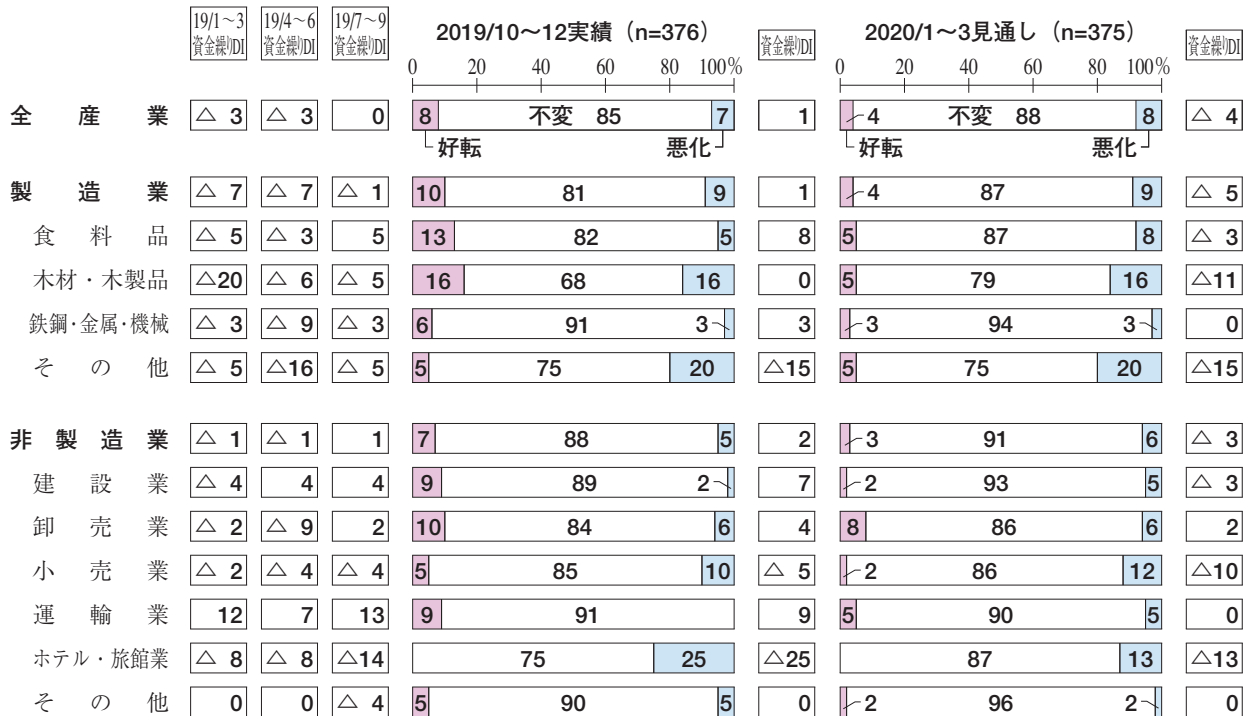 19/1～3 資金繰りDI 19/4～6 資金繰りDI 19/7～9 資金繰りDI 2019/10～12実績（n=376） 資金繰りDI 2020/1～3見通し（n=375） 資金繰りDI
0 20 40 60 80 100% 0 20 40 60 80 100%
全産業 △3 △3 0 8 不変 85 7 1 4 不変 88 8 △4
好転 悪化 好転 悪化
製造業 △7 △7 △1 10 81 9 1 4 87 9 △5
食料品 △5 △3 5 13 82 5 8 5 87 8 △3
木材・木製品 △20 △6 △5 16 68 16 0 5 79 16 △11
鉄鋼・金属・機械 △3 △9 △3 6 91 3 3 3 94 3 0
その他 △5 △16 △5 5 75 20 △15 5 75 20 △15
非製造業 △1 △1 1 7 88 5 2 3 91 6 △3
建設業 △4 4 4 9 89 2 7 2 93 5 △3
卸売業 △2 △9 2 10 84 6 4 8 86 6 2
小売業 △2 △4 △4 5 85 10 △5 2 86 12 △10
運輸業 12 7 13 9 91 9 5 90 5 0
ホテル・旅館業 △8 △8 △14 75 25 △25 87 13 △13
その他 0 0 △4 5 90 5 0 2 96 2 0